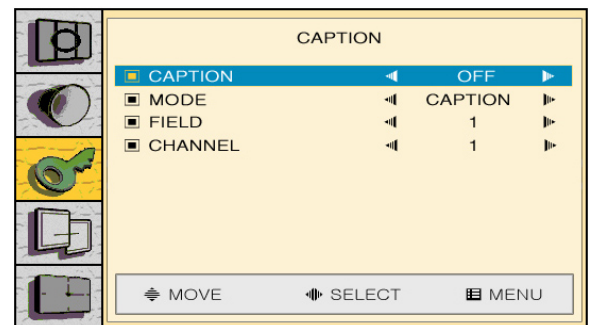 CAPTION
CAPTION OFF
MODE CAPTION
FIELD 1
CHANNEL 1
MOVE SELECT MENU